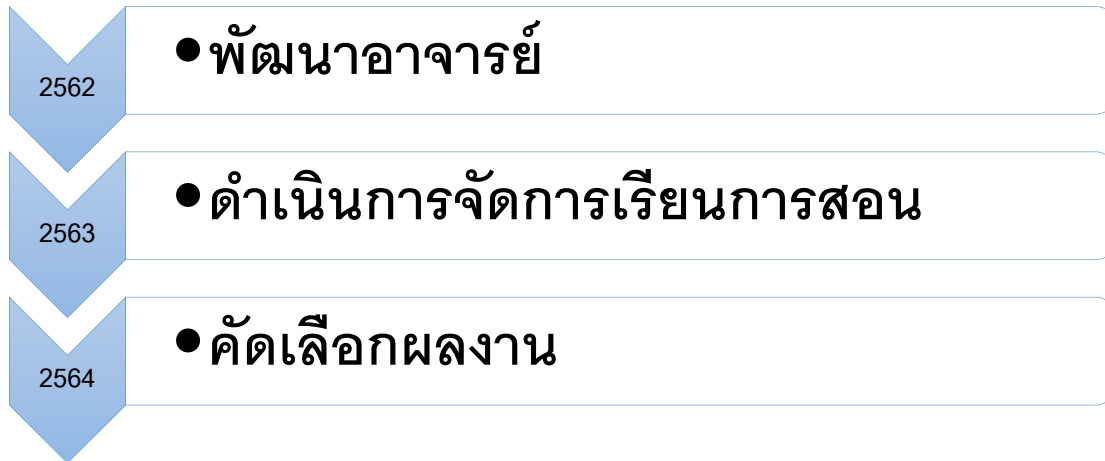 2562
•พัฒนาอาจารย์
2563
•ดำเนินการจัดการเรียนการสอน
2564
•คัดเลือกผลงาน